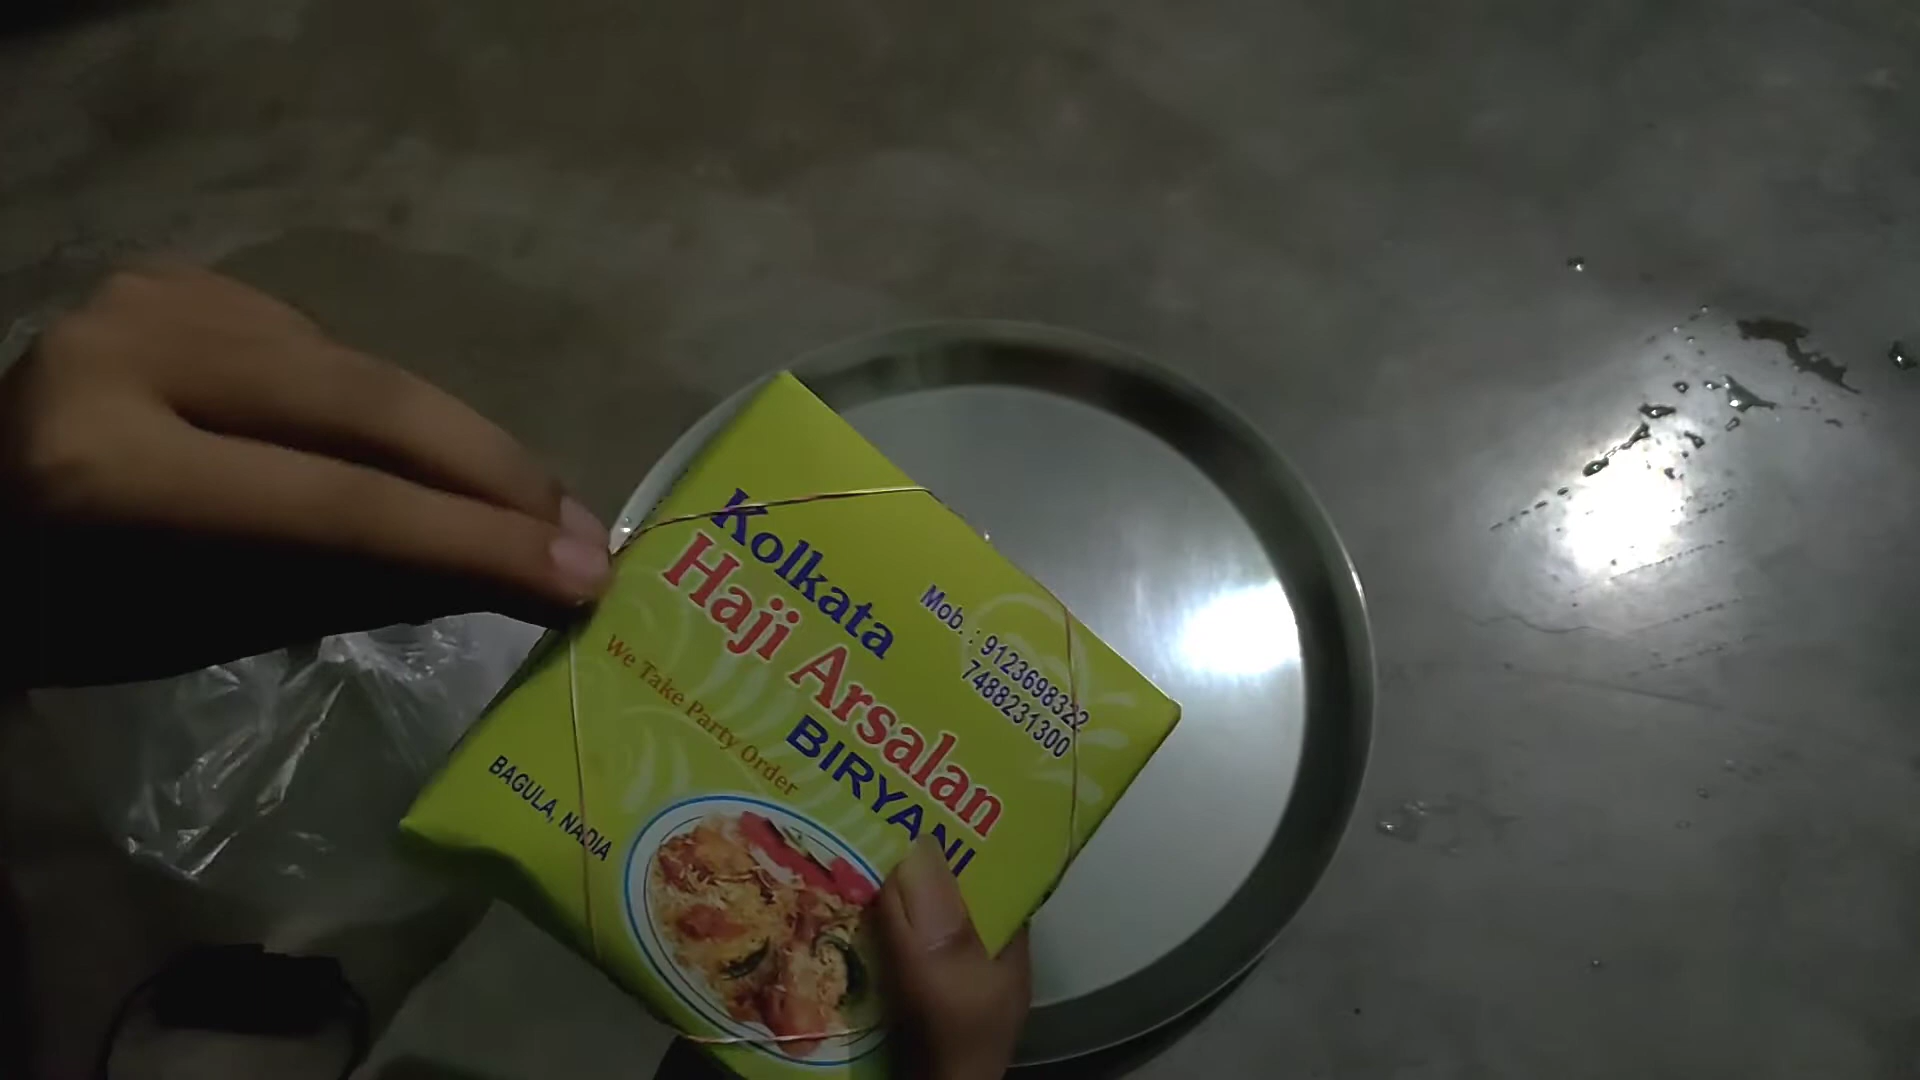 Kolkata
Haji Arsalan
BIRYANI
We Take Party Order
Mob. : 9123698322
7488231300
BAGULA, NADIA